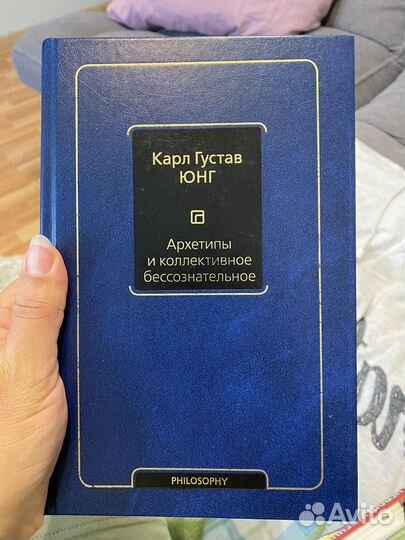 Карл Густав
ЮНГ
Архетипы
и коллективное
бессознательное
PHILOSOPHY
Avito